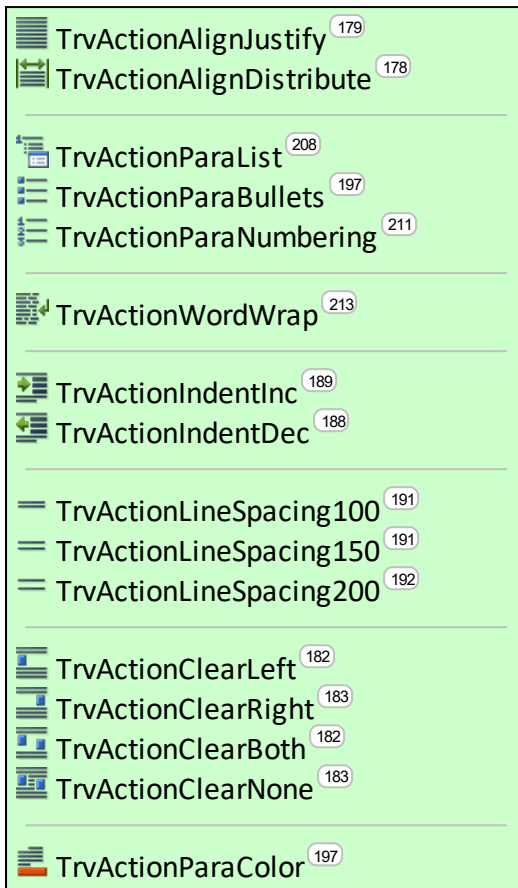 TrvActionAlignJustify 179
TrvActionAlignDistribute 178
TrvActionParaList 208
TrvActionParaBullets 197
TrvActionParaNumbering 211
TrvActionWordWrap 213
TrvActionIndentInc 189
TrvActionIndentDec 188
TrvActionLineSpacing100 191
TrvActionLineSpacing150 191
TrvActionLineSpacing200 192
TrvActionClearLeft 182
TrvActionClearRight 183
TrvActionClearBoth 182
TrvActionClearNone 183
TrvActionParaColor 197